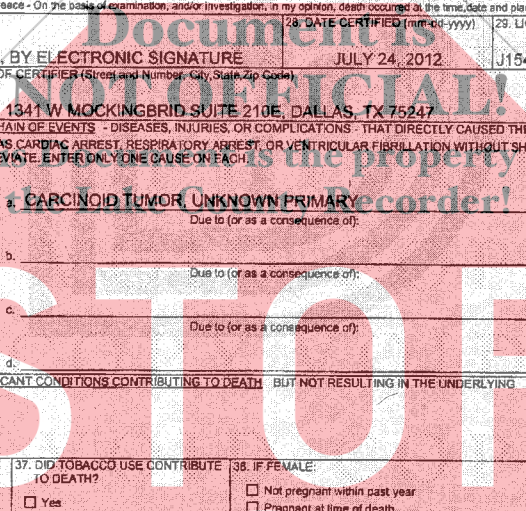 eace - On the basis of examination, and/or investigation, in my opinion, death occurred at the time, date and plac
Document is
28. DATE CERTIFIED (mm-dd-yyyy) 29. LI
, BY ELECTRONIC SIGNATURE JULY 24, 2012 J154
OF CERTIFIER (Street and Number, City, State, Zip Code)
NOT OFFICIAL!
1341 W MOCKINGBRID SUITE 210E, DALLAS, TX 75247
HAIN OF EVENTS - DISEASES, INJURIES, OR COMPLICATIONS - THAT DIRECTLY CAUSED THE
AS CARDIAC ARREST, RESPIRATORY ARREST, OR VENTRICULAR FIBRILLATION WITHOUT SH
EVIATE. ENTER ONLY ONE CAUSE ON EACH.
is Document is the property
a. CARCINOID TUMOR, UNKNOWN PRIMARY
the Lake County Recorder!
Due to (or as a consequence of):
b.
Due to (or as a consequence of):
STOP
c.
Due to (or as a consequence of):
d.
CANT CONDITIONS CONTRIBUTING TO DEATH BUT NOT RESULTING IN THE UNDERLYING
37. DID TOBACCO USE CONTRIBUTE
TO DEATH?
Yes
38. IF FEMALE:
Not pregnant within past year
Pregnant at time of death